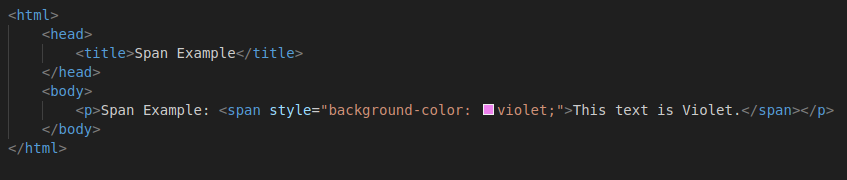 <html>
<head>
<title>Span Example</title>
</head>
<body>
<p>Span Example: <span style="background-color: violet;">This text is Violet.</span></p>
</body>
</html>